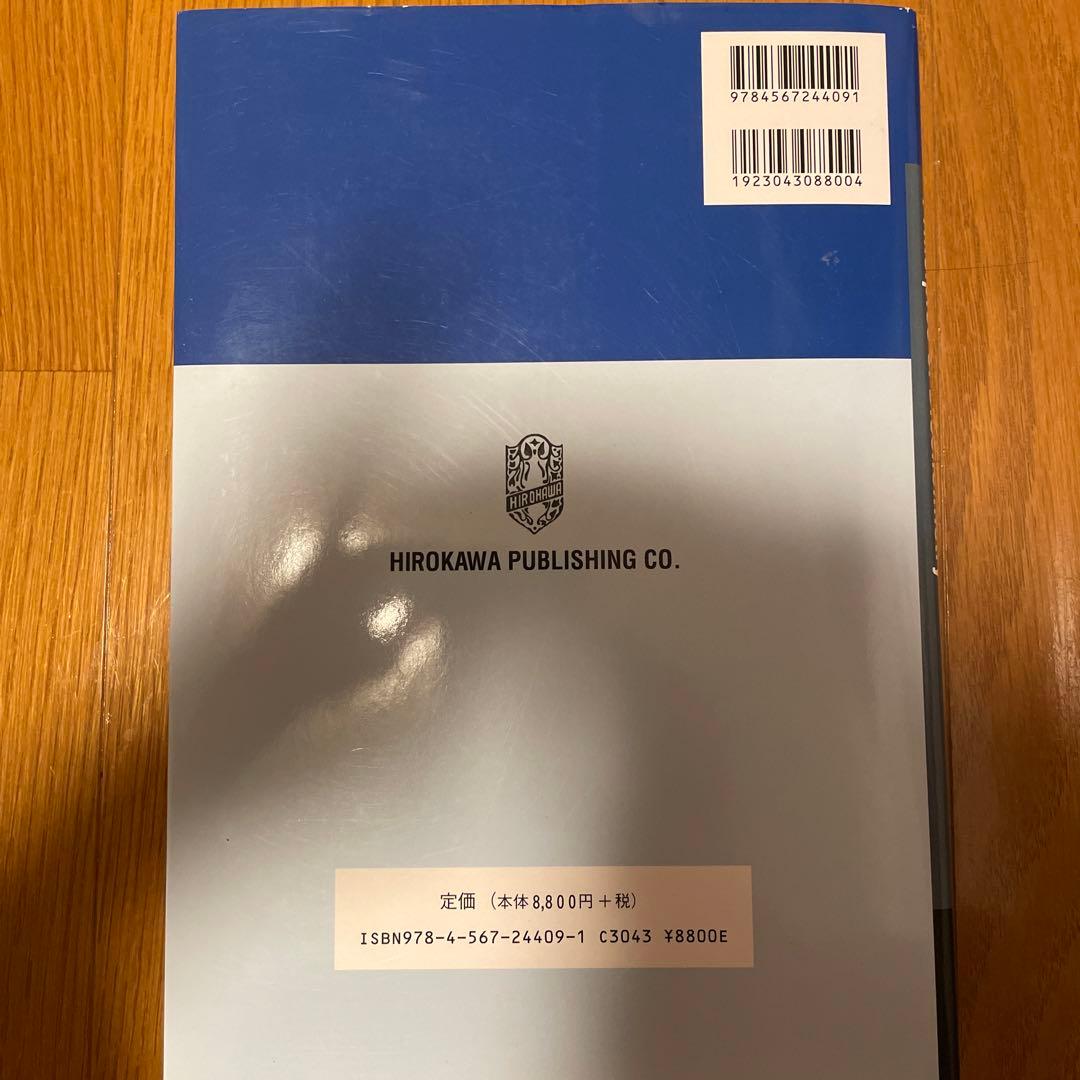 9784567244091
1923043088004
HIROKAWA
HIROKAWA PUBLISHING CO.
定価（本体8,800円＋税）
ISBN978-4-567-24409-1 C3043 ¥8800E